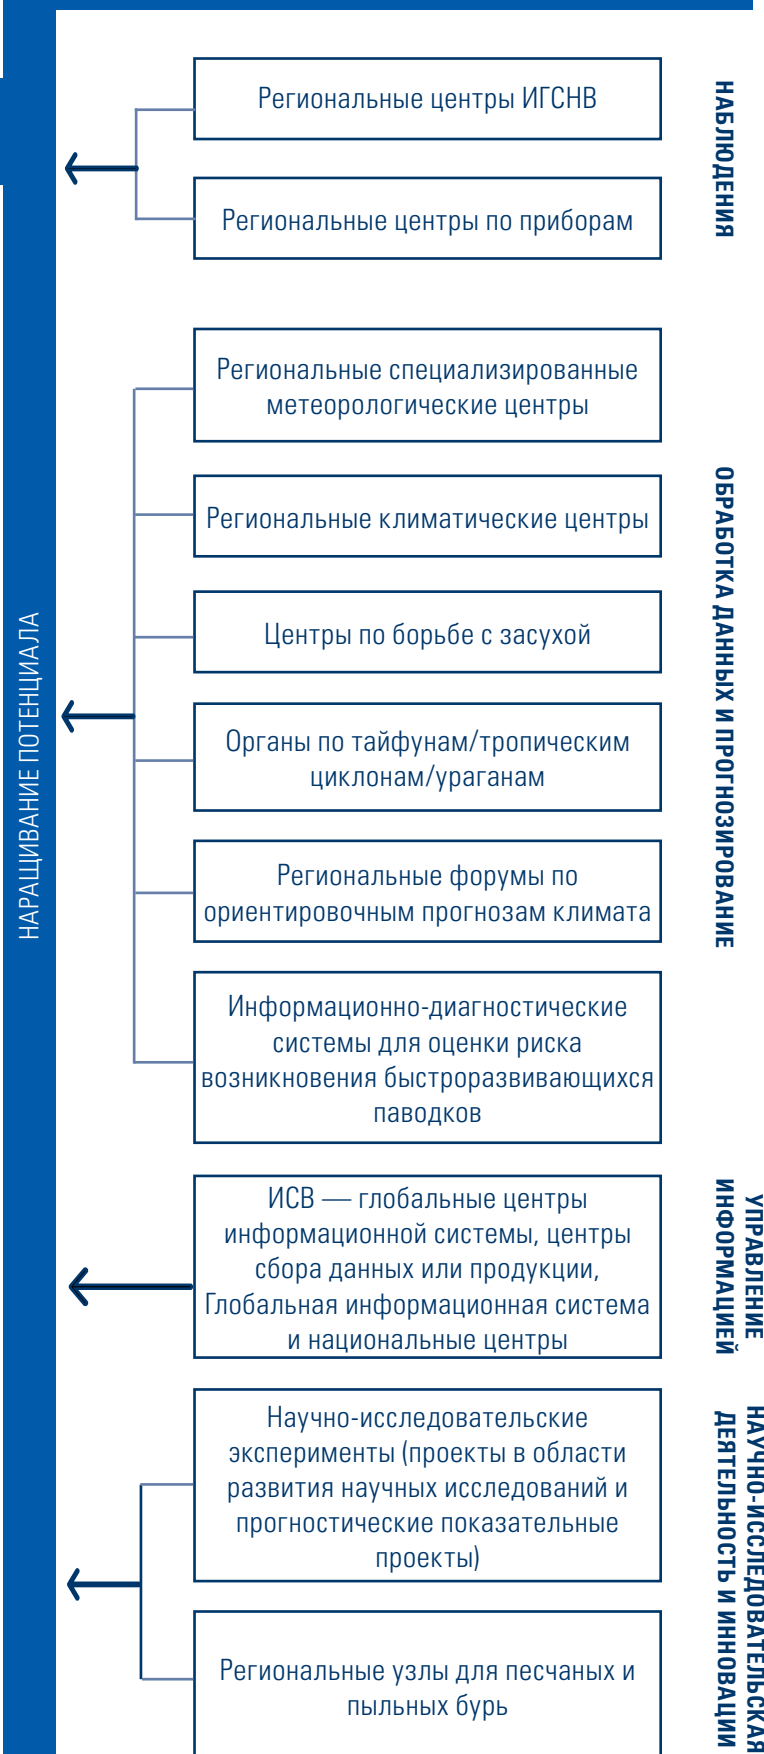 НАРАЩИВАНИЕ ПОТЕНЦИАЛА
НАБЛЮДЕНИЯ
Региональные центры ИГСНВ
Региональные центры по приборам
ОБРАБОТКА ДАННЫХ И ПРОГНОЗИРОВАНИЕ
Региональные специализированные
метеорологические центры
Региональные климатические центры
Центры по борьбе с засухой
Органы по тайфунам/тропическим
циклонам/ураганам
Региональные форумы по
ориентировочным прогнозам климата
Информационно-диагностические
системы для оценки риска
возникновения быстроразвивающихся
паводков
УПРАВЛЕНИЕ
ИНФОРМАЦИЕЙ
ИСВ — глобальные центры
информационной системы, центры
сбора данных или продукции,
Глобальная информационная система
и национальные центры
НАУЧНО-ИССЛЕДОВАТЕЛЬСКАЯ
ДЕЯТЕЛЬНОСТЬ И ИННОВАЦИИ
Научно-исследовательские
эксперименты (проекты в области
развития научных исследований и
прогностические показательные
проекты)
Региональные узлы для песчаных и
пыльных бурь